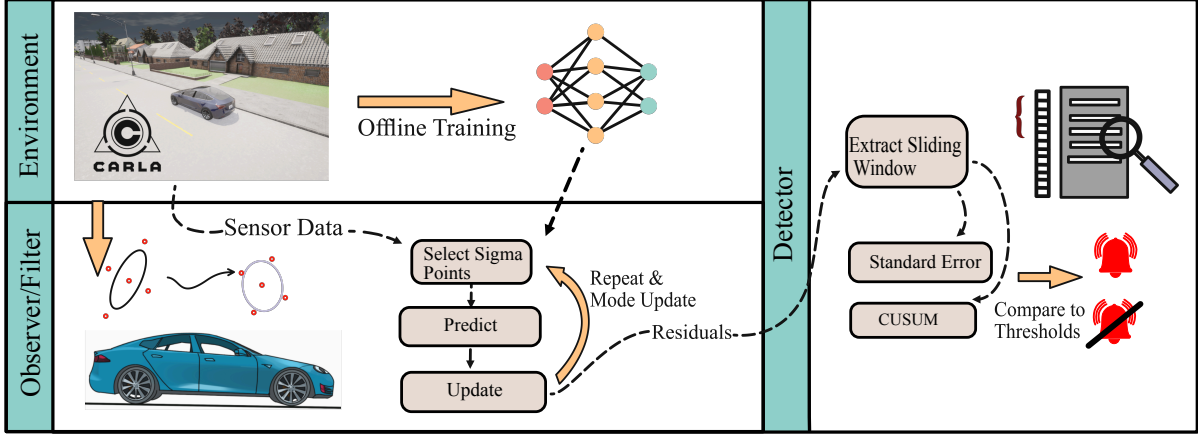 Environment
CARLA
Offline Training
Observer/Filter
Sensor Data
Select Sigma
Points
Predict
Update
Repeat &
Mode Update
Residuals
Detector
Extract Sliding
Window
Standard Error
CUSUM
Compare to
Thresholds